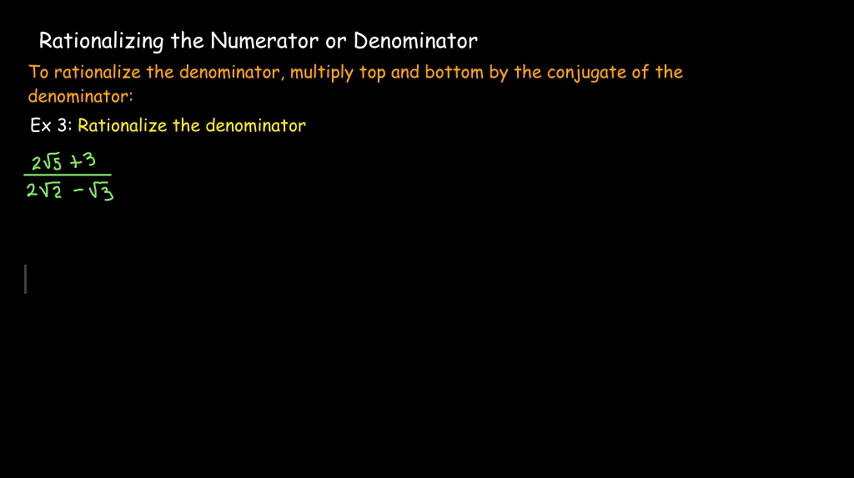 Rationalizing the Numerator or Denominator
To rationalize the denominator, multiply top and bottom by the conjugate of the
denominator:
Ex 3: Rationalize the denominator
2√5 + 3
2√2 - √3